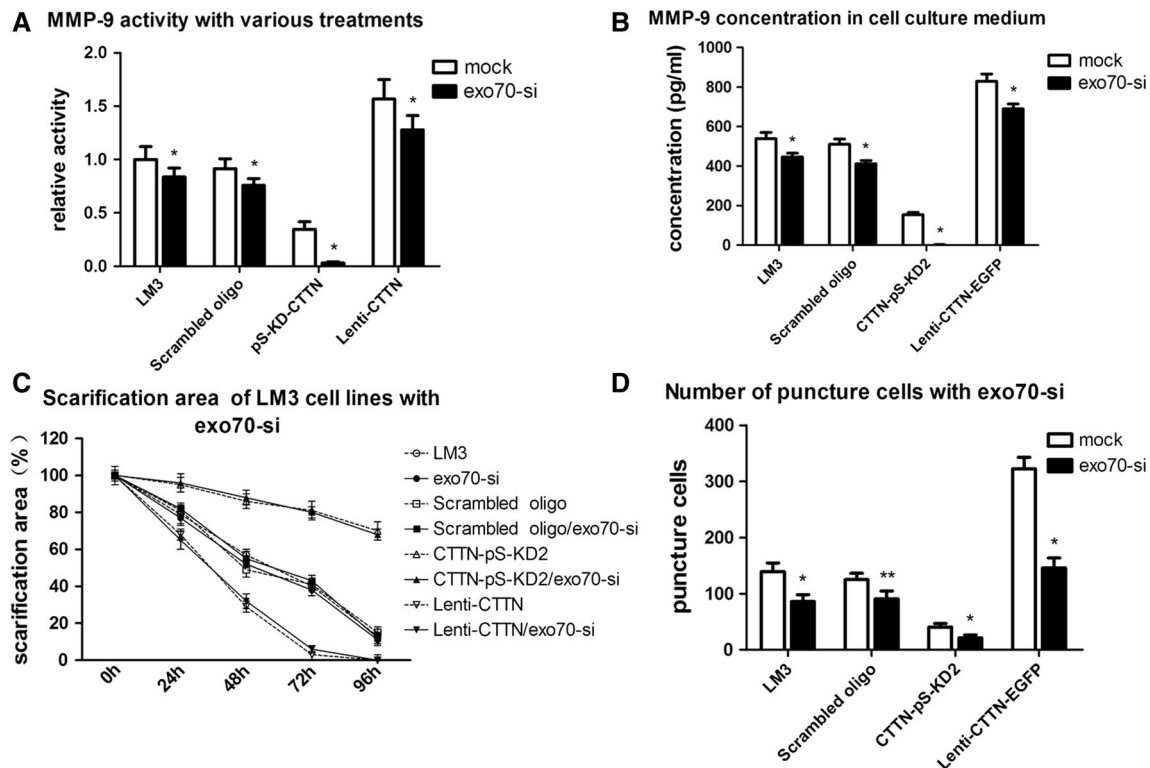 A MMP-9 activity with various treatments
relative activity
2.0
1.5
1.0
0.5
0.0
mock
exo70-si
*
*
*
*
LM3
Scrambled oligo
pS-KD-CTTN
Lenti-CTTN
B MMP-9 concentration in cell culture medium
concentration (pg/ml)
1000
800
600
400
200
0
mock
exo70-si
*
*
*
*
LM3
Scrambled oligo
CTTN-pS-KD2
Lenti-CTTN-EGFP
C Scarification area of LM3 cell lines with
exo70-si
scarification area (%)
120
100
80
60
40
20
0
0h
24h
48h
72h
96h
LM3
exo70-si
Scrambled oligo
Scrambled oligo/exo70-si
CTTN-pS-KD2
CTTN-pS-KD2/exo70-si
Lenti-CTTN
Lenti-CTTN/exo70-si
D Number of puncture cells with exo70-si
puncture cells
400
300
200
100
0
mock
exo70-si
*
**
*
*
LM3
Scrambled oligo
CTTN-pS-KD2
Lenti-CTTN-EGFP